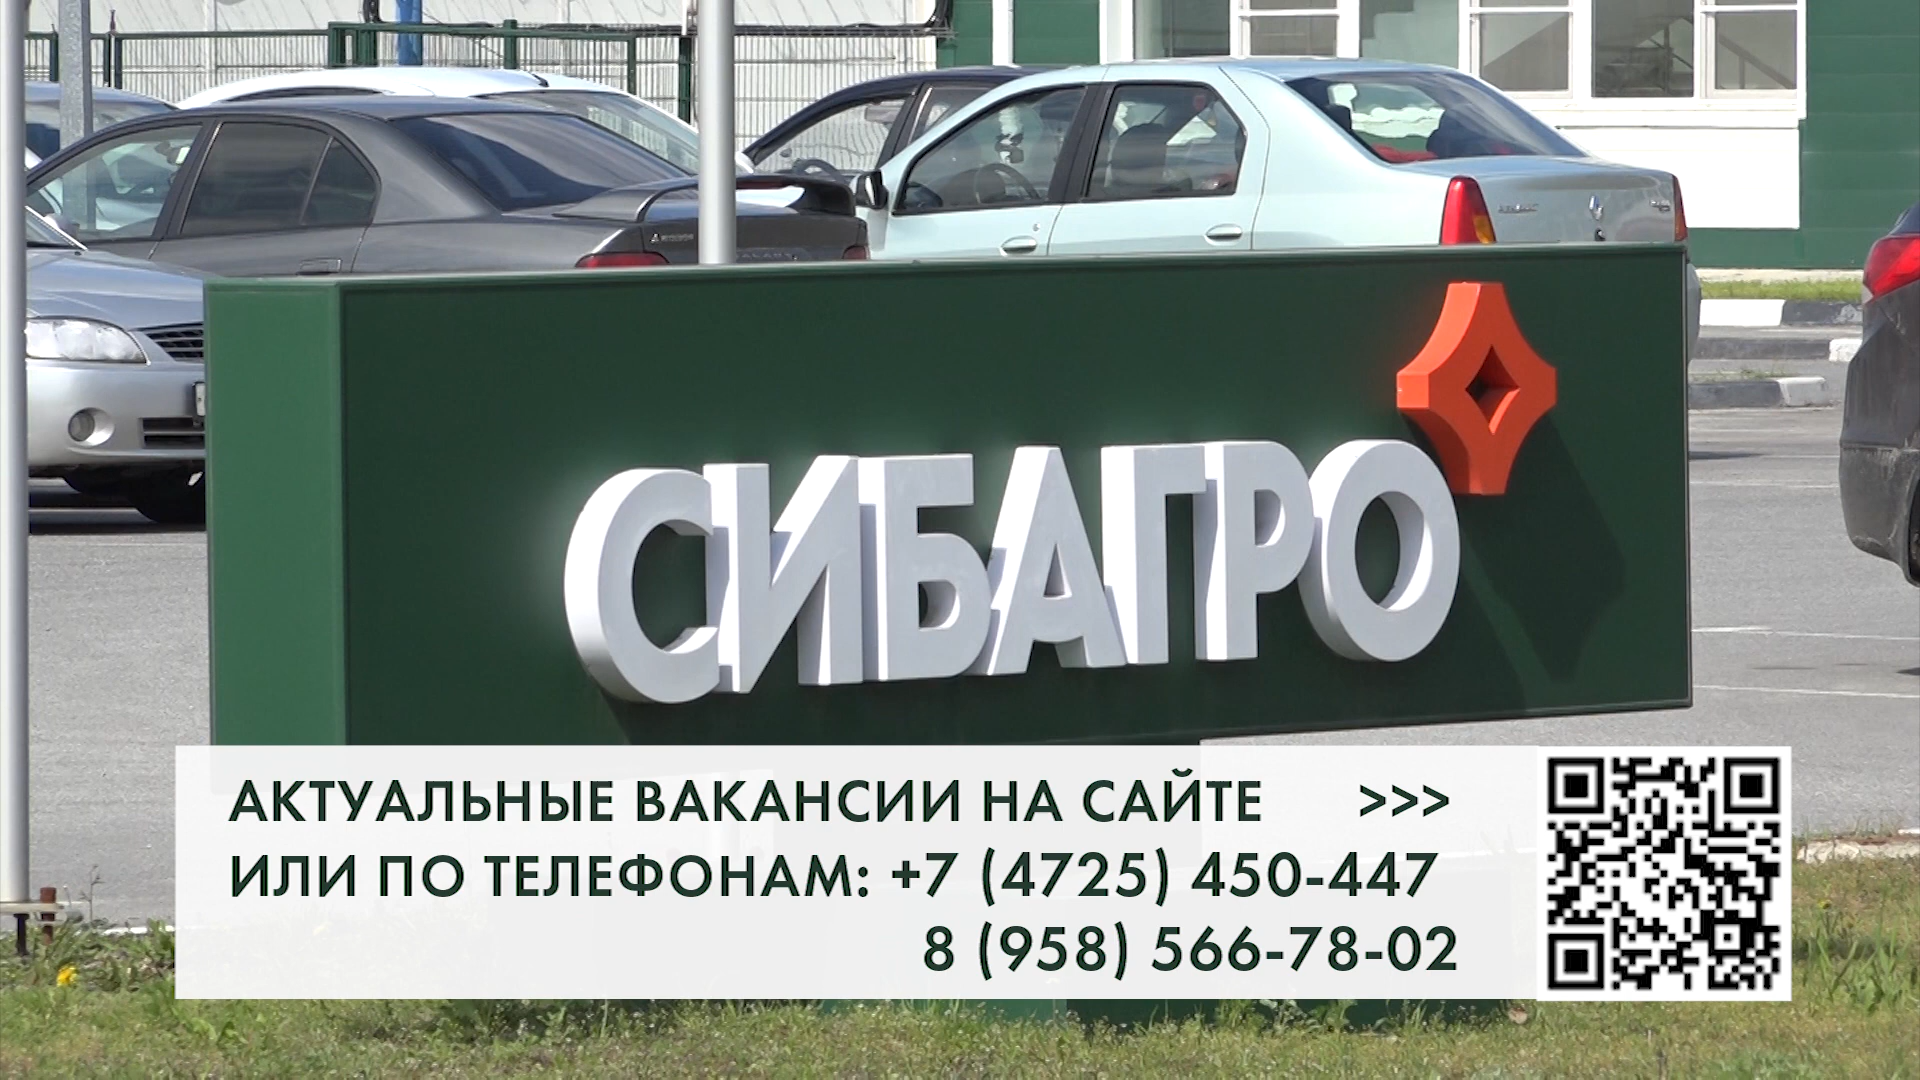 СИБАГРО
АКТУАЛЬНЫЕ ВАКАНСИИ НА САЙТЕ >>>
ИЛИ ПО ТЕЛЕФОНАМ: +7 (4725) 450-447
8 (958) 566-78-02